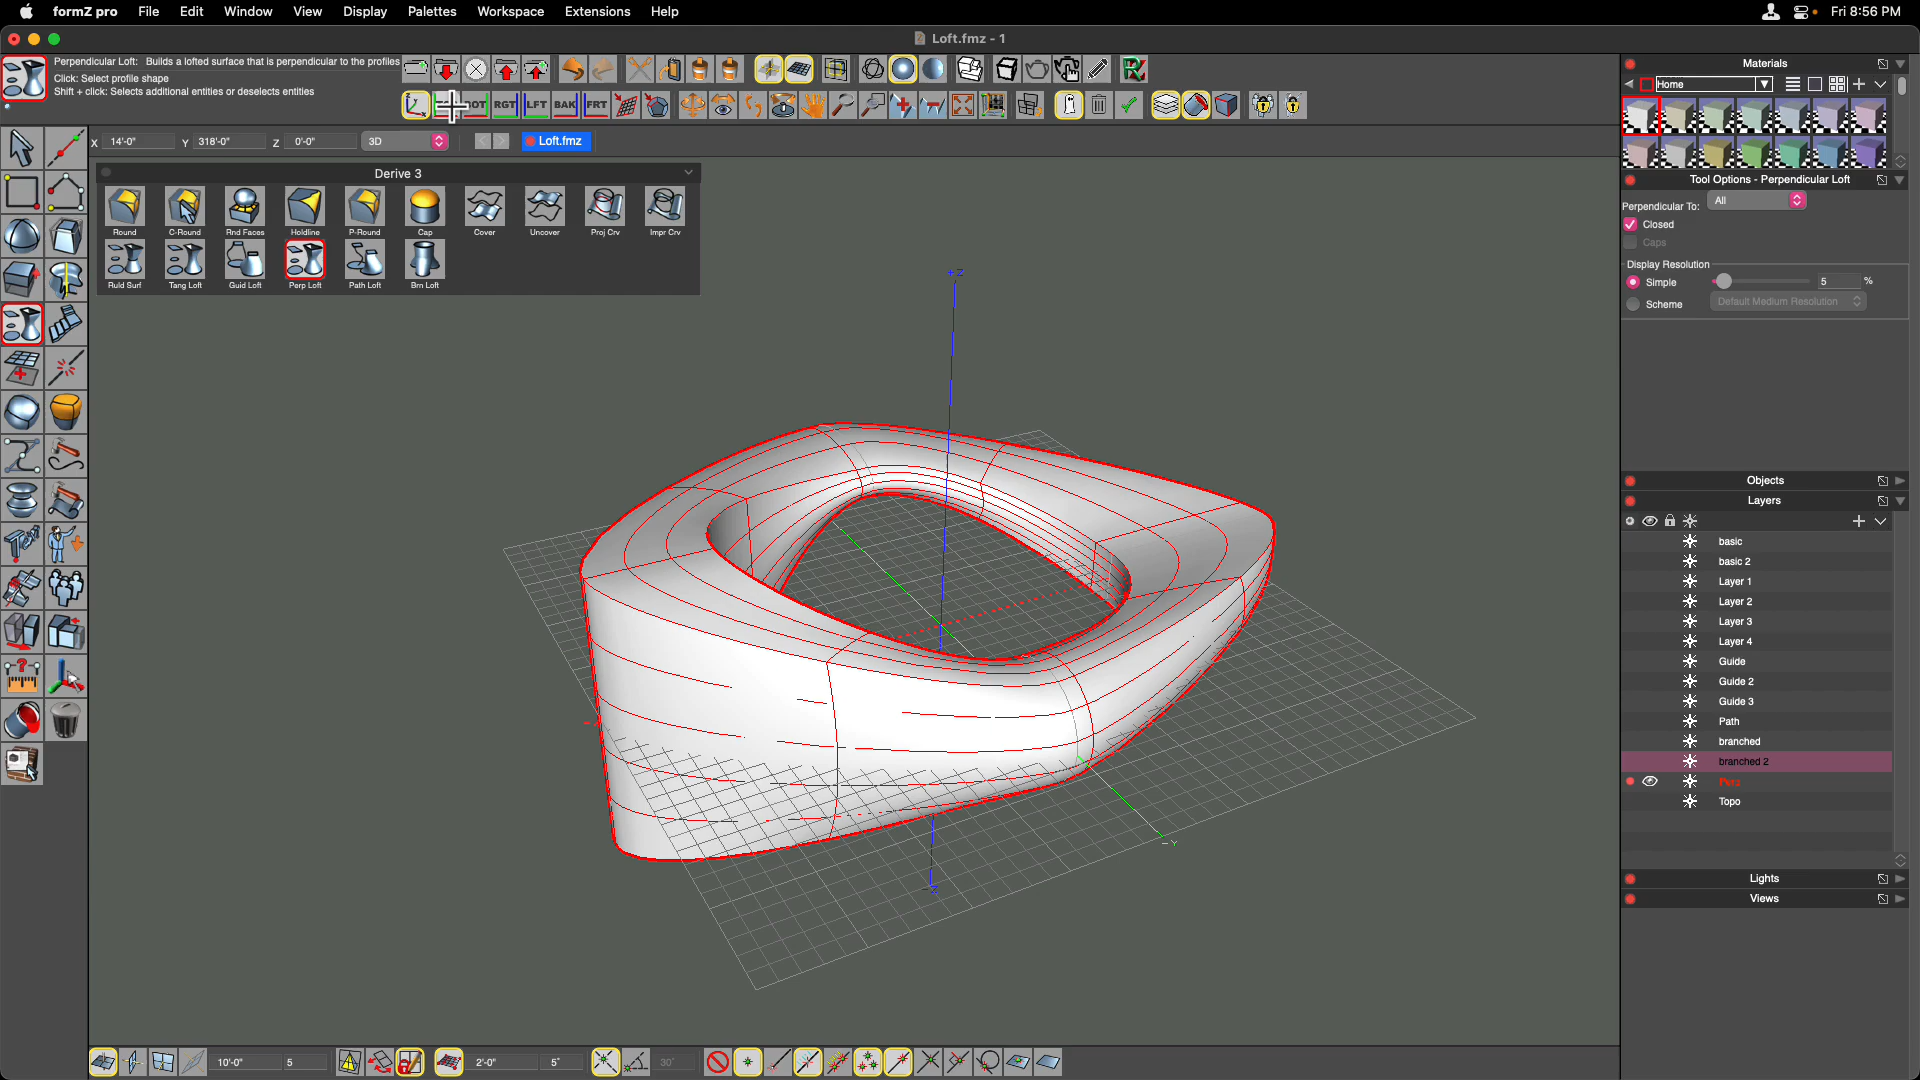 formZ pro File Edit Window View Display Palettes Workspace Extensions Help Fri 8:56 PM
Loft.fmz - 1
Perpendicular Loft: Builds a lofted surface that is perpendicular to the profiles
Click: Select profile shape
Shift + click: Selects additional entities or deselects entities
RGT LFT BAK FRT
X 14'-0" Y 318'-0" Z 0'-0" 3D Loft.fmz
Derive 3
Round C-Round Rnd Faces Holdline P-Round Cap Cover Uncover Proj Crv Impr Crv
Ruld Surf Tang Loft Guid Loft Perp Loft Path Loft Brn Loft
+Z
-Y
-Z
Materials
Home
Tool Options - Perpendicular Loft
Perpendicular To: All
Closed
Caps
Display Resolution
Simple 5 %
Scheme Default Medium Resolution
Objects
Layers
basic
basic 2
Layer 1
Layer 2
Layer 3
Layer 4
Guide
Guide 2
Guide 3
Path
branched
branched 2
Perp
Topo
Lights
Views
10'-0" 5 2'-0" 5° 30°